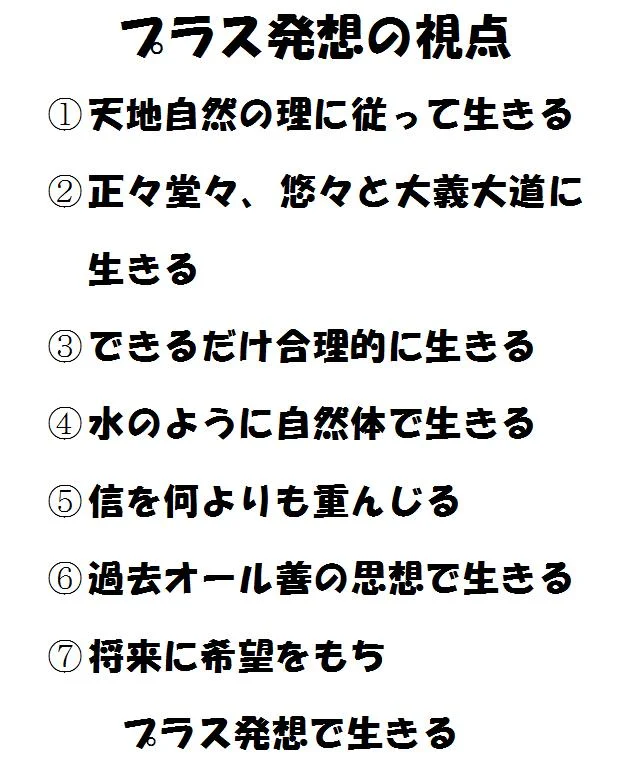 プラス発想の視点
①天地自然の理に従って生きる
②正々堂々、悠々と大義大道に
生きる
③できるだけ合理的に生きる
④水のように自然体で生きる
⑤信を何よりも重んじる
⑥過去オール善の思想で生きる
⑦将来に希望をもち
プラス発想で生きる